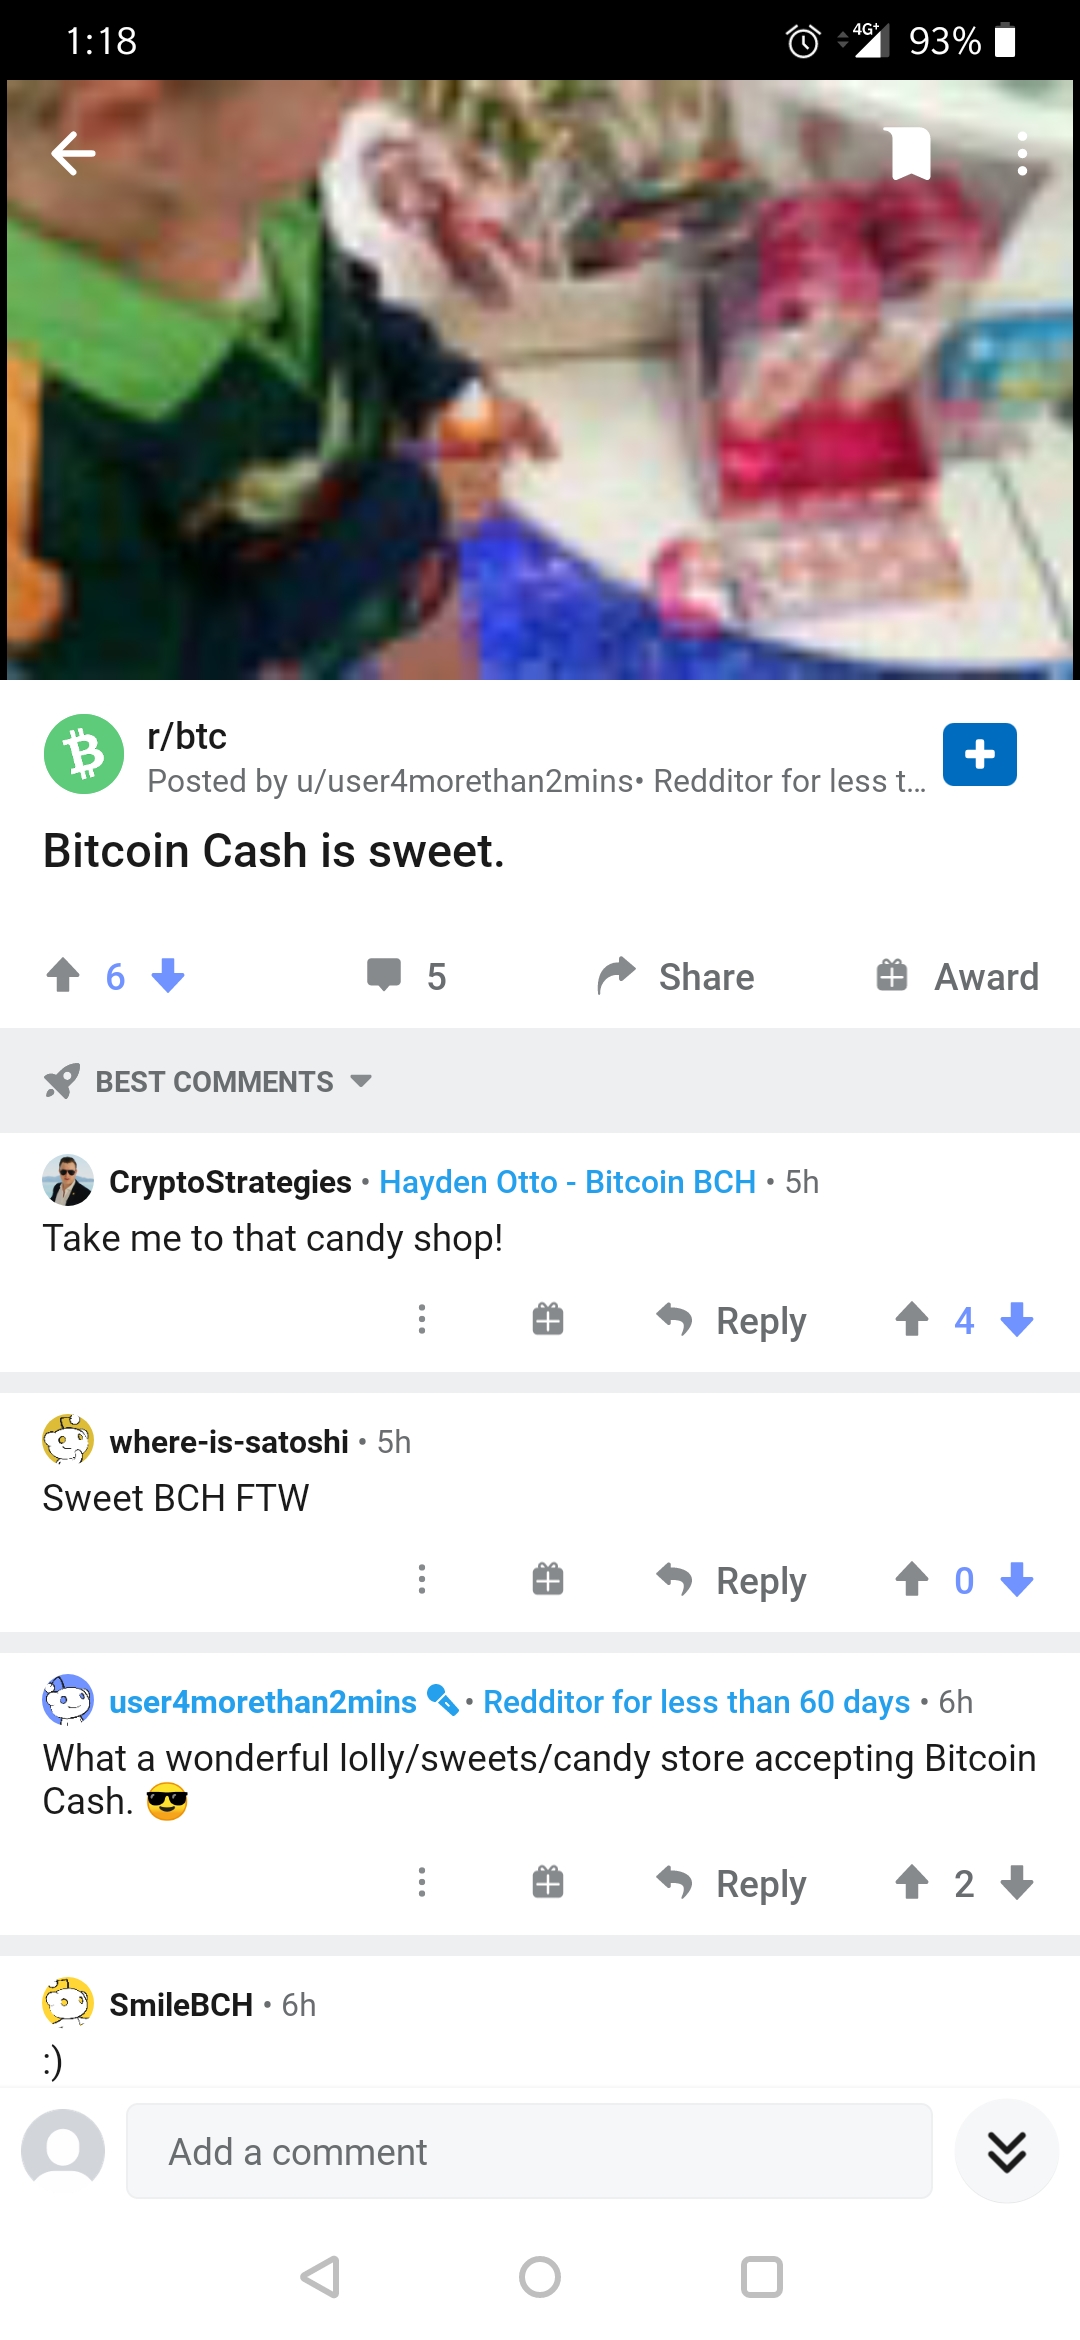 1:18
4G+ 93%
r/btc
Posted by u/user4morethan2mins• Redditor for less t...
Bitcoin Cash is sweet.
6 5 Share Award
BEST COMMENTS
CryptoStrategies • Hayden Otto - Bitcoin BCH • 5h
Take me to that candy shop!
Reply 4
where-is-satoshi • 5h
Sweet BCH FTW
Reply 0
user4morethan2mins • Redditor for less than 60 days • 6h
What a wonderful lolly/sweets/candy store accepting Bitcoin
Cash. 😎
Reply 2
SmileBCH • 6h
:)
Add a comment